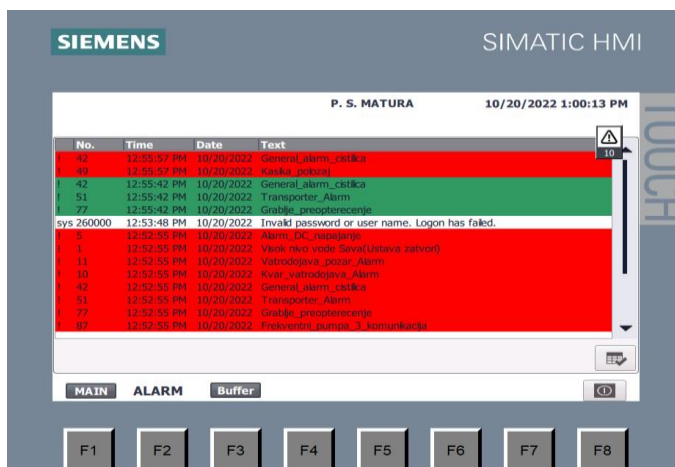 SIEMENS
SIMATIC HMI
TOUCH
P. S. MATURA 10/20/2022 1:00:13 PM
10
No. Time Date Text
! 42 12:55:57 PM 10/20/2022 General_alarm_cistilica
! 49 12:55:57 PM 10/20/2022 Kasika_polozaj
! 42 12:55:42 PM 10/20/2022 General_alarm_cistilica
! 51 12:55:42 PM 10/20/2022 Transporter_Alarm
! 77 12:55:42 PM 10/20/2022 Grablje_preopterecenje
sys 260000 12:53:48 PM 10/20/2022 Invalid password or user name. Logon has failed.
! 5 12:52:55 PM 10/20/2022 Alarm_DC_napajanje
! 1 12:52:55 PM 10/20/2022 Visok nivo vode Sava(Ustava zatvori)
! 11 12:52:55 PM 10/20/2022 Vatrodojava_pozar_Alarm
! 10 12:52:55 PM 10/20/2022 Kvar_vatrodojava_Alarm
! 42 12:52:55 PM 10/20/2022 General_alarm_cistilica
! 51 12:52:55 PM 10/20/2022 Transporter_Alarm
! 77 12:52:55 PM 10/20/2022 Grablje_preopterecenje
! 87 12:52:55 PM 10/20/2022 Frekventni_pumpa_3_komunikacija
MAIN ALARM Buffer
F1 F2 F3 F4 F5 F6 F7 F8